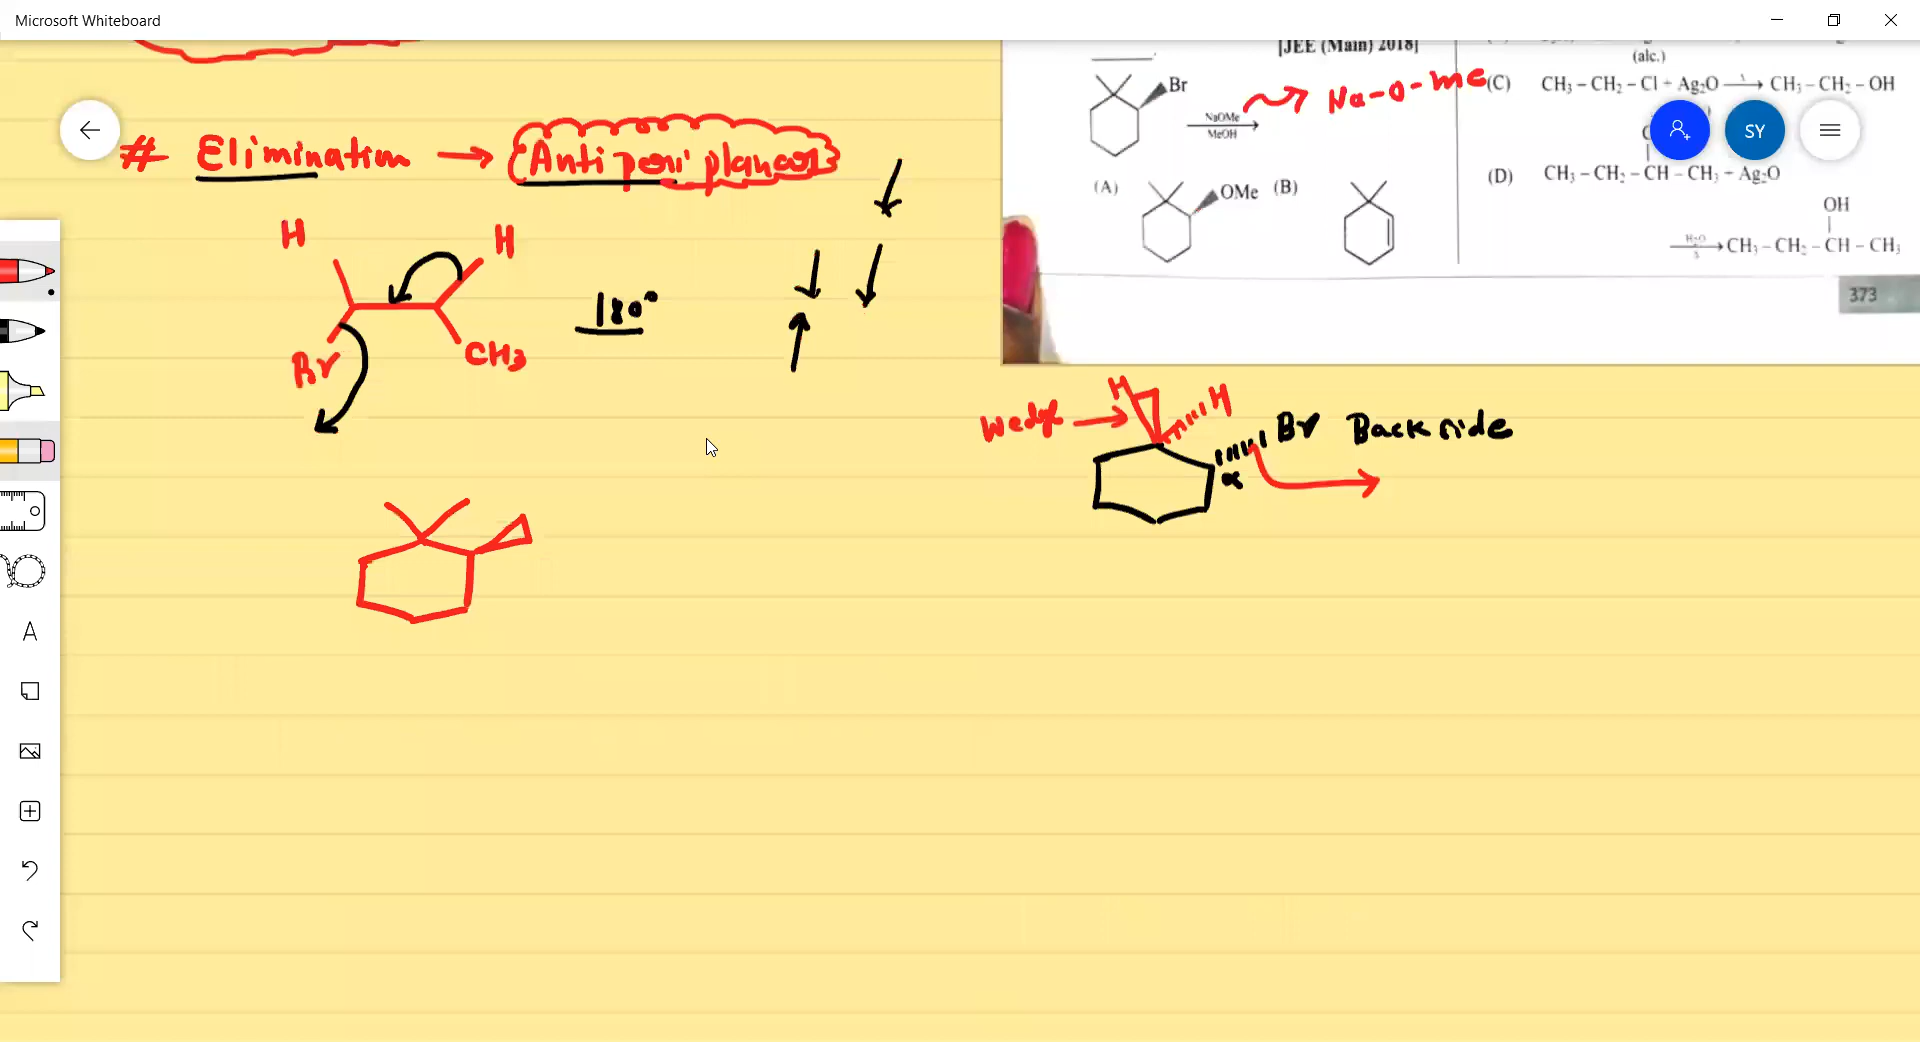 Microsoft Whiteboard
# Elimination → Anti peri planar
H H
Br CH3
180°
[JEE (Main) 2018]
Br
NaOMe
MeOH
Na-O-Me
(A) OMe (B)
(alc.)
(C) CH₃ – CH₂ – Cl + Ag₂O → CH₃ – CH₂ – OH
SY
(D) CH₃ – CH₂ – CH – CH₃ + Ag₂O
OH
H₂O
Δ
→ CH₃ – CH₂ – CH – CH₃
373
Wedge → H H
Br Back side
α
A